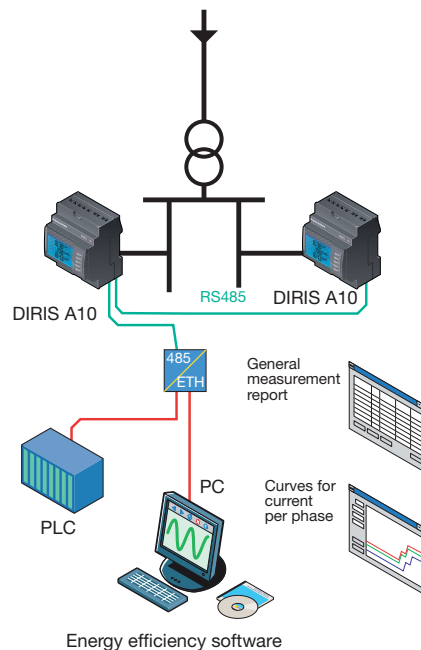 RS485
DIRIS A10
DIRIS A10
485
ETH
General
measurement
report
PLC
PC
Curves for
current
per phase
Energy efficiency software